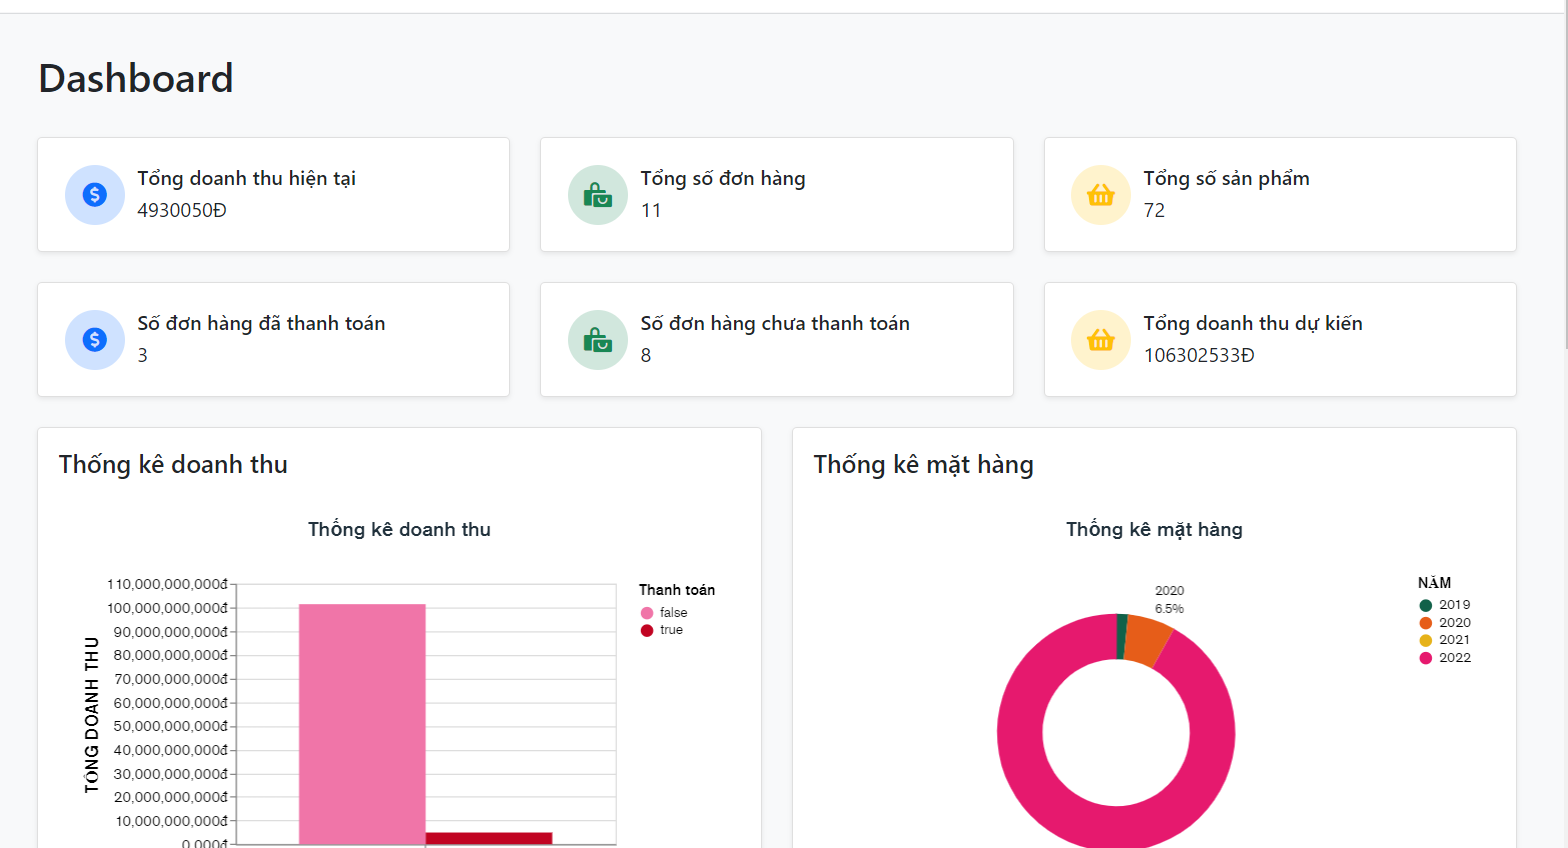 Dashboard
Tổng doanh thu hiện tại
4930050Đ
Tổng số đơn hàng
11
Tổng số sản phẩm
72
Số đơn hàng đã thanh toán
3
Số đơn hàng chưa thanh toán
8
Tổng doanh thu dự kiến
106302533Đ
Thống kê doanh thu
Thống kê doanh thu
TỔNG DOANH THU
110,000,000,000đ
100,000,000,000đ
90,000,000,000đ
80,000,000,000đ
70,000,000,000đ
60,000,000,000đ
50,000,000,000đ
40,000,000,000đ
30,000,000,000đ
20,000,000,000đ
10,000,000,000đ
0,000đ
Thanh toán
false
true
Thống kê mặt hàng
Thống kê mặt hàng
2020
6.5%
NĂM
2019
2020
2021
2022